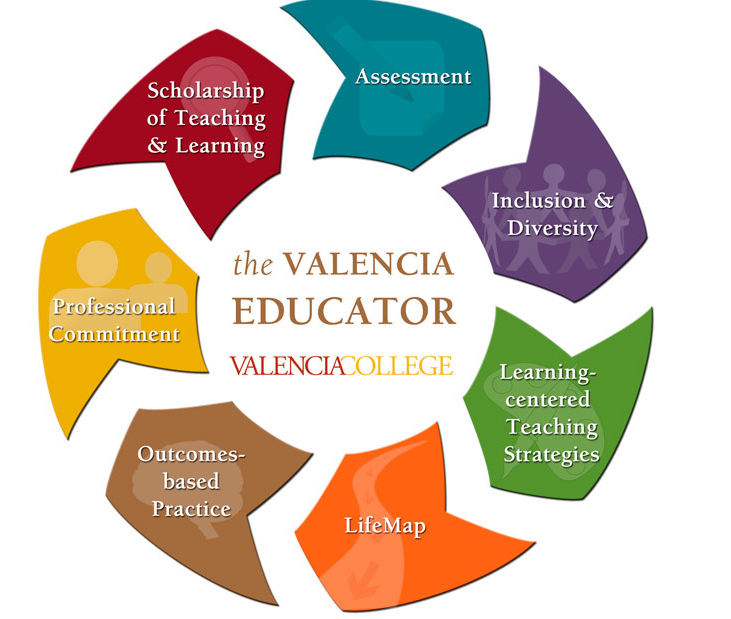 Assessment
Scholarship
of Teaching
& Learning
Inclusion &
Diversity
the VALENCIA
EDUCATOR
VALENCIACOLLEGE
Professional
Commitment
Learning-
centered
Teaching
Strategies
Outcomes-
based
Practice
LifeMap